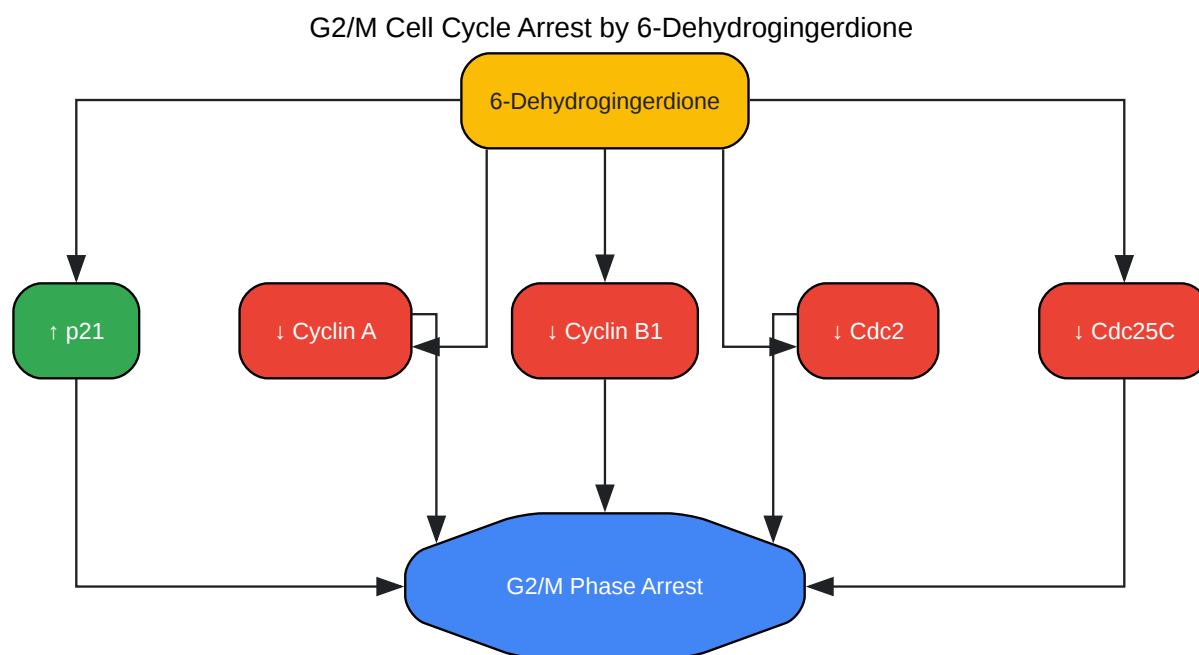 G2/M Cell Cycle Arrest by 6-Dehydrogingerdione
6-Dehydrogingerdione
↑ p21
↓ Cyclin A
↓ Cyclin B1
↓ Cdc2
↓ Cdc25C
G2/M Phase Arrest